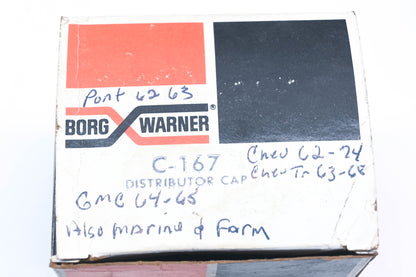 Pont 62 63
BORG WARNER®
C-167
DISTRIBUTOR CAP
Chev 62-74
Chev Tr 63-68
GMC 64-65
Also marine & Farm